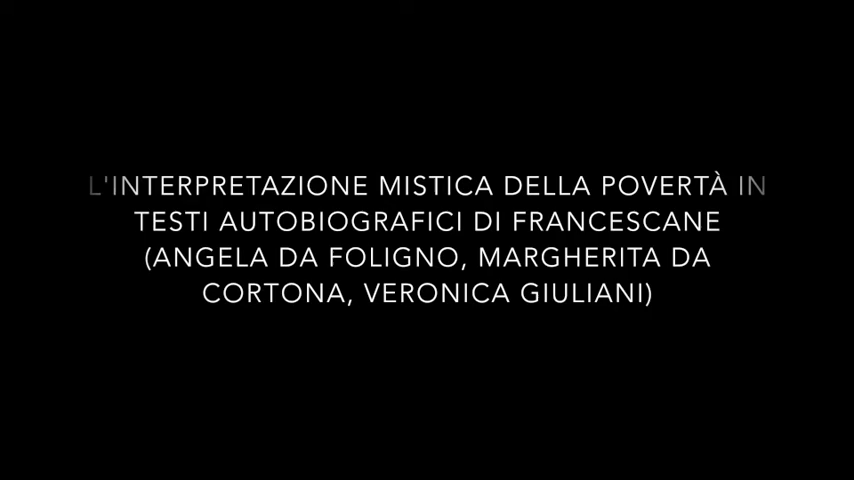 L'INTERPRETAZIONE MISTICA DELLA POVERTÀ IN
TESTI AUTOBIOGRAFICI DI FRANCESCANE
(ANGELA DA FOLIGNO, MARGHERITA DA
CORTONA, VERONICA GIULIANI)